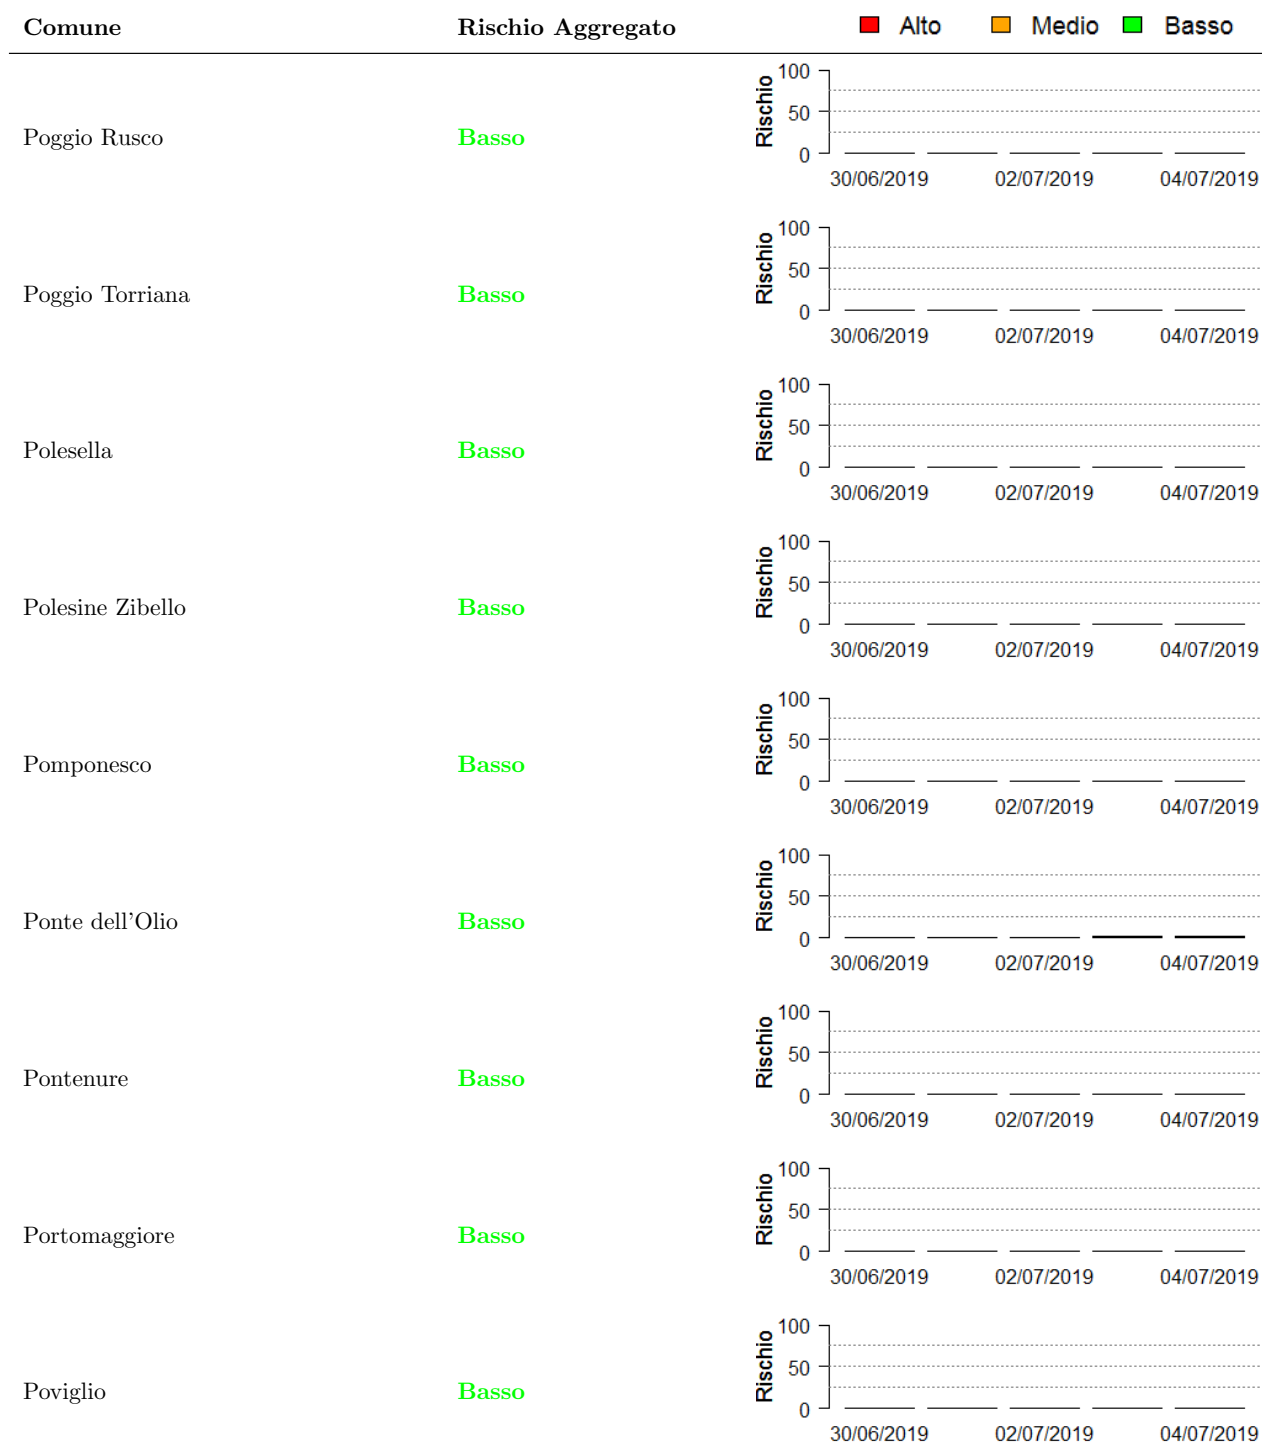 Comune Rischio Aggregato Alto Medio Basso
Poggio Rusco Basso Rischio 100 50 0
30/06/2019 02/07/2019 04/07/2019
Poggio Torriana Basso Rischio 100 50 0
30/06/2019 02/07/2019 04/07/2019
Polesella Basso Rischio 100 50 0
30/06/2019 02/07/2019 04/07/2019
Polesine Zibello Basso Rischio 100 50 0
30/06/2019 02/07/2019 04/07/2019
Pomponesco Basso Rischio 100 50 0
30/06/2019 02/07/2019 04/07/2019
Ponte dell'Olio Basso Rischio 100 50 0
30/06/2019 02/07/2019 04/07/2019
Pontenure Basso Rischio 100 50 0
30/06/2019 02/07/2019 04/07/2019
Portomaggiore Basso Rischio 100 50 0
30/06/2019 02/07/2019 04/07/2019
Poviglio Basso Rischio 100 50 0
30/06/2019 02/07/2019 04/07/2019